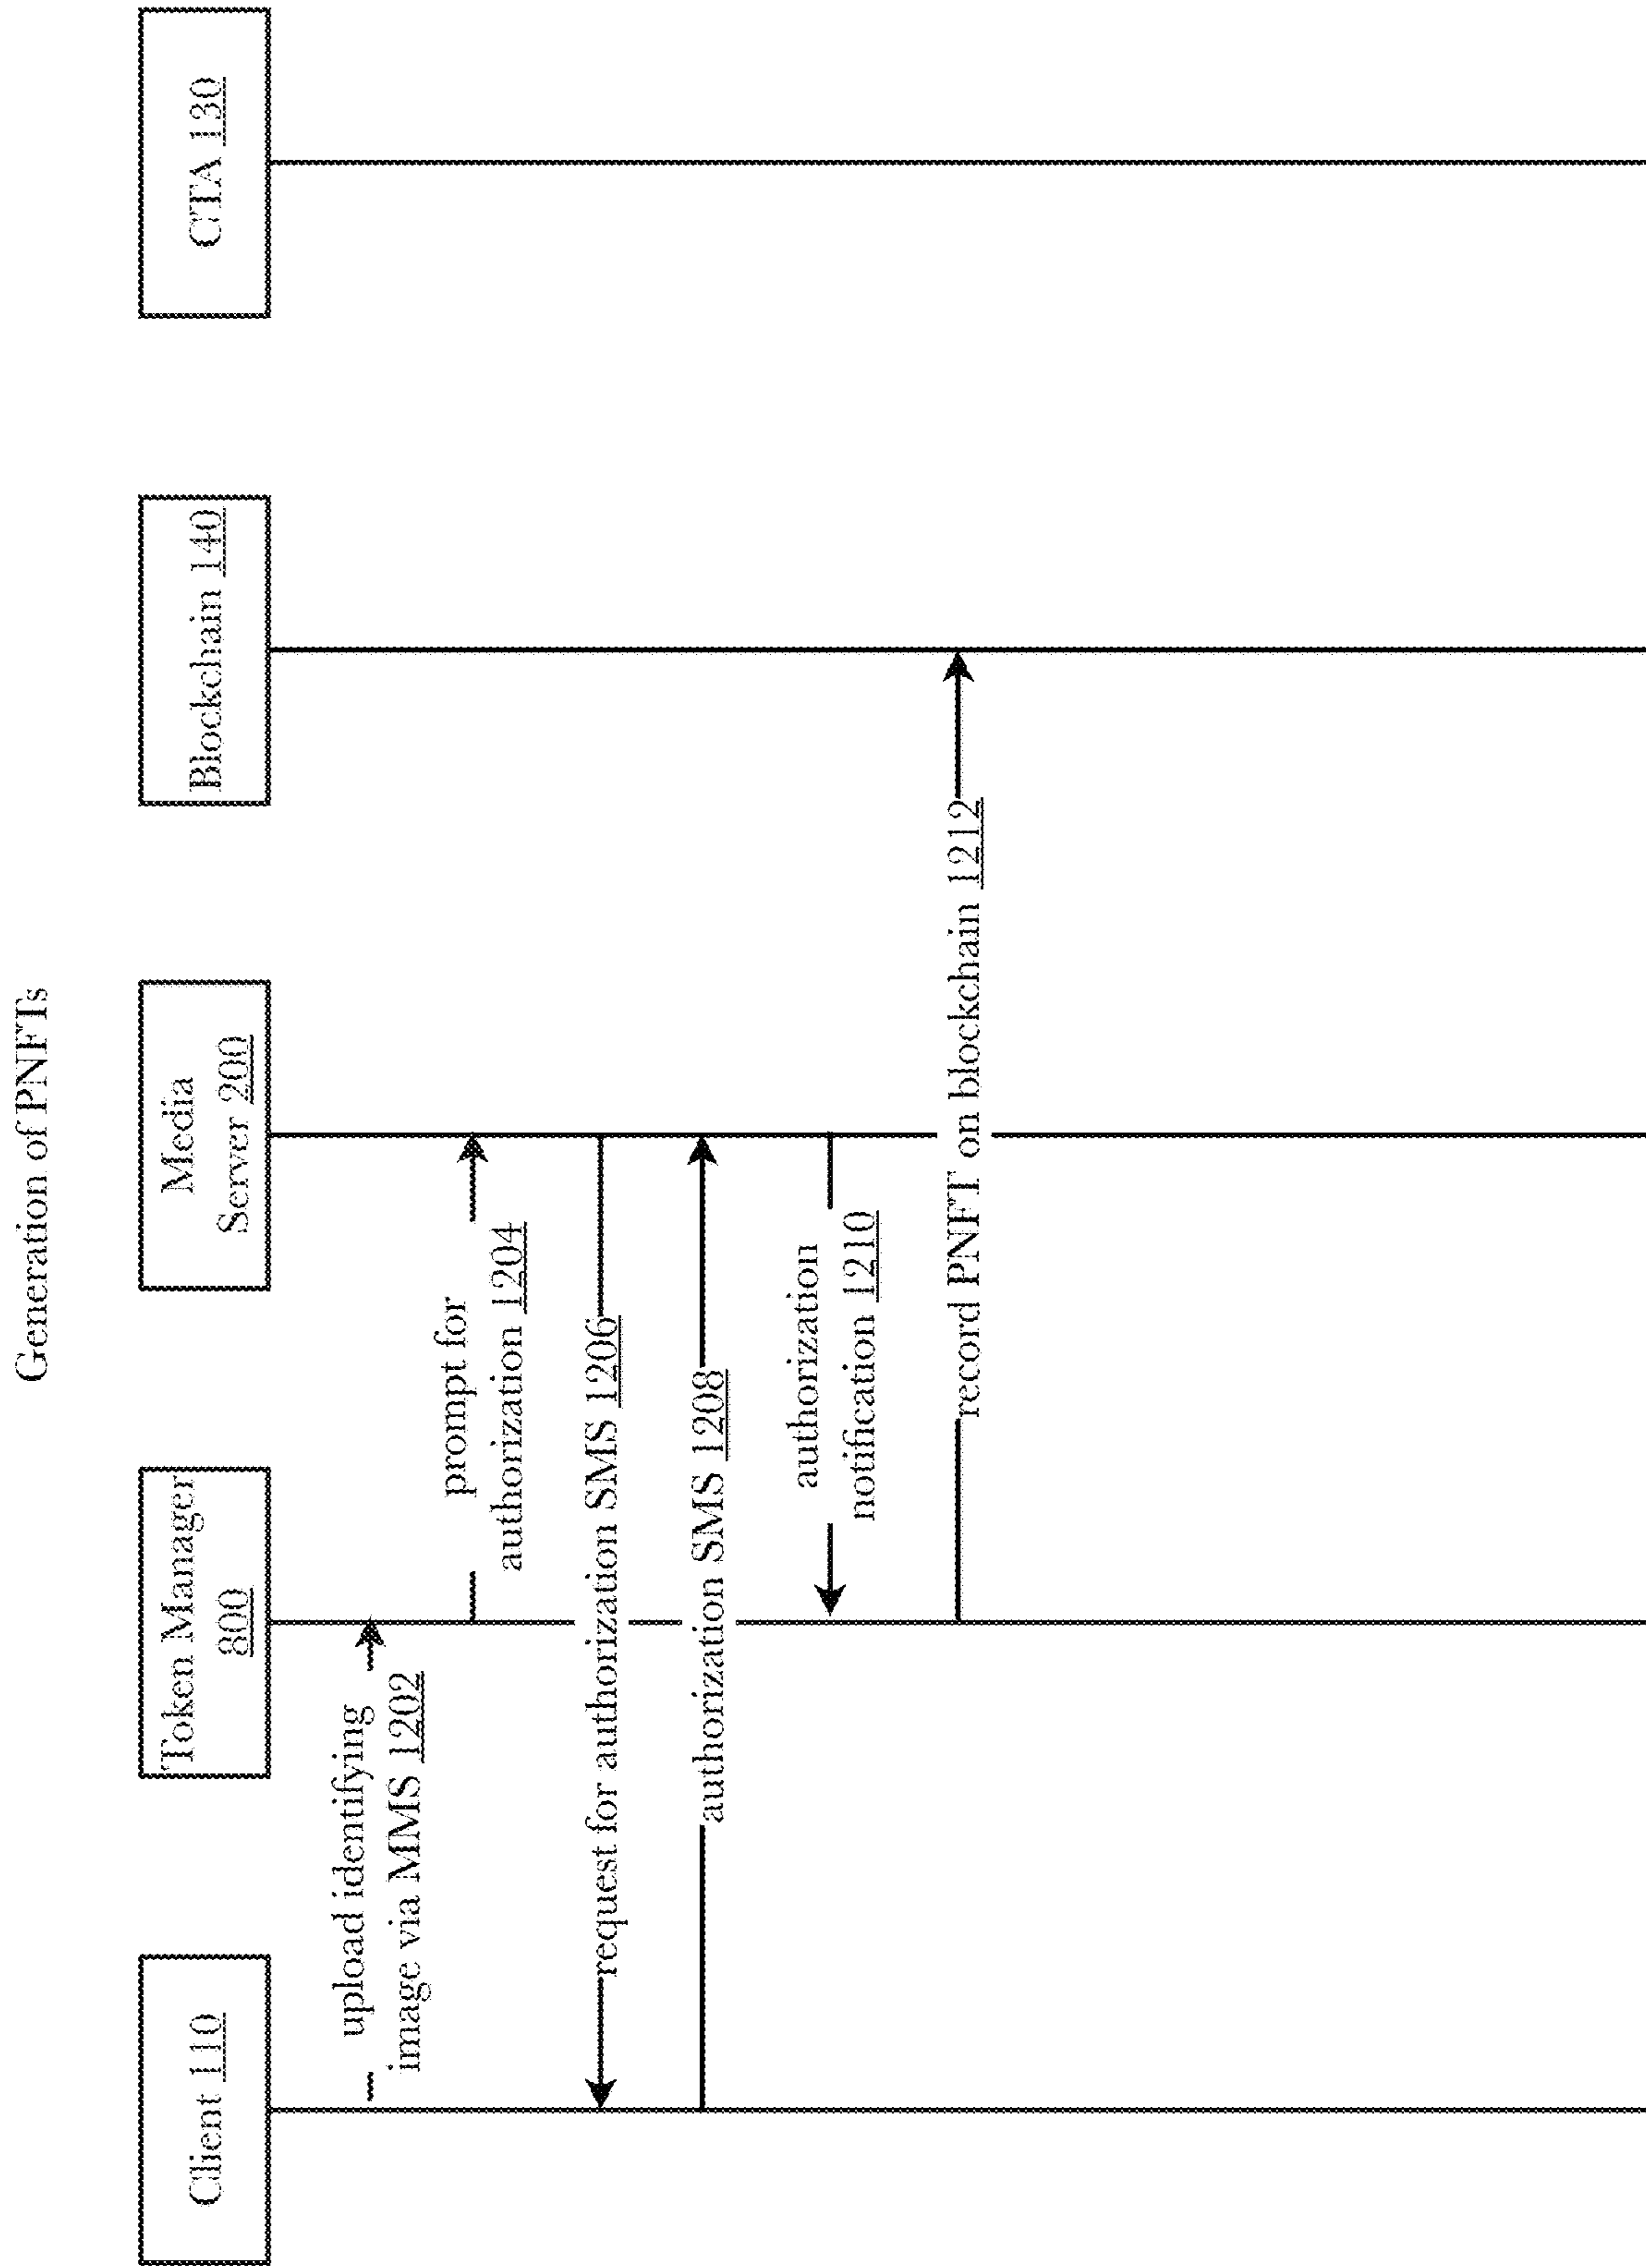 Generation of PNFTs
Client 110
Token Manager
800
Media
Server 200
Blockchain 140
CTA 130
upload identifying
image via MMS 1202
prompt for
authorization 1204
request for authorization SMS 1206
authorization SMS 1208
authorization
notification 1210
record PNFT on blockchain 1212